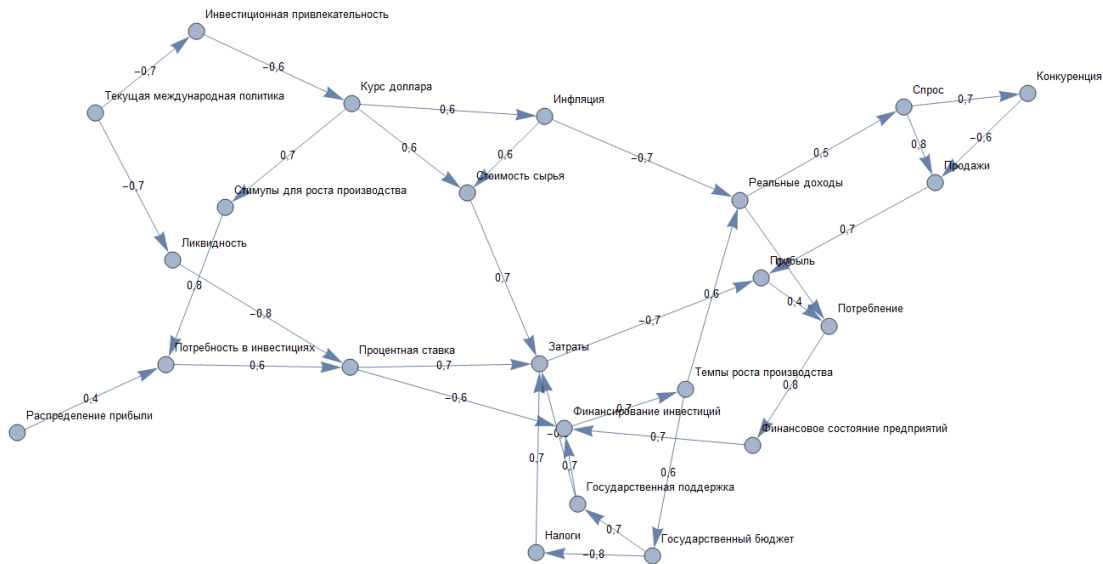 Инвестиционная привлекательность
−0,7
−0,6
Текущая международная политика
Курс доллара
0,6
Инфляция
Спрос
0,7
Конкуренция
−0,7
0,7
0,6
0,6
−0,7
0,5
0,8
−0,6
Стимулы для роста производства
Стоимость сырья
Реальные доходы
Продажи
Ликвидность
0,8
−0,8
0,7
0,6
0,7
Прибыль
0,4
Потребление
−0,7
Потребность в инвестициях
0,6
Процентная ставка
0,7
Затраты
Темпы роста производства
0,4
Распределение прибыли
−0,6
Финансирование инвестиций
0,7
0,8
Финансовое состояние предприятий
0,7
0,7
0,7
0,6
Государственная поддержка
Налоги
−0,8
0,7
Государственный бюджет